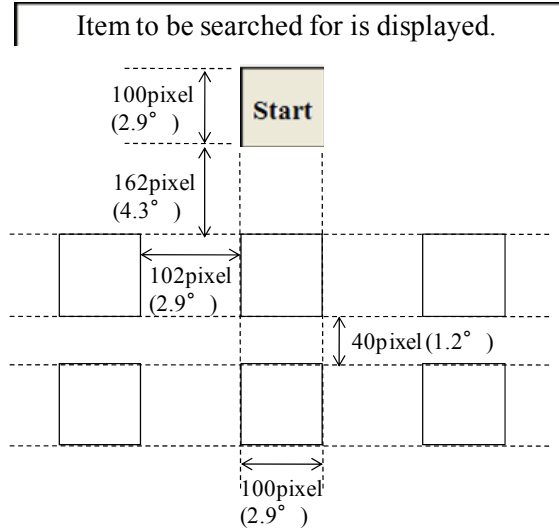 Item to be searched for is displayed.
100pixel
(2.9°)
Start
162pixel
(4.3°)
102pixel
(2.9°)
40pixel(1.2°)
100pixel
(2.9°)